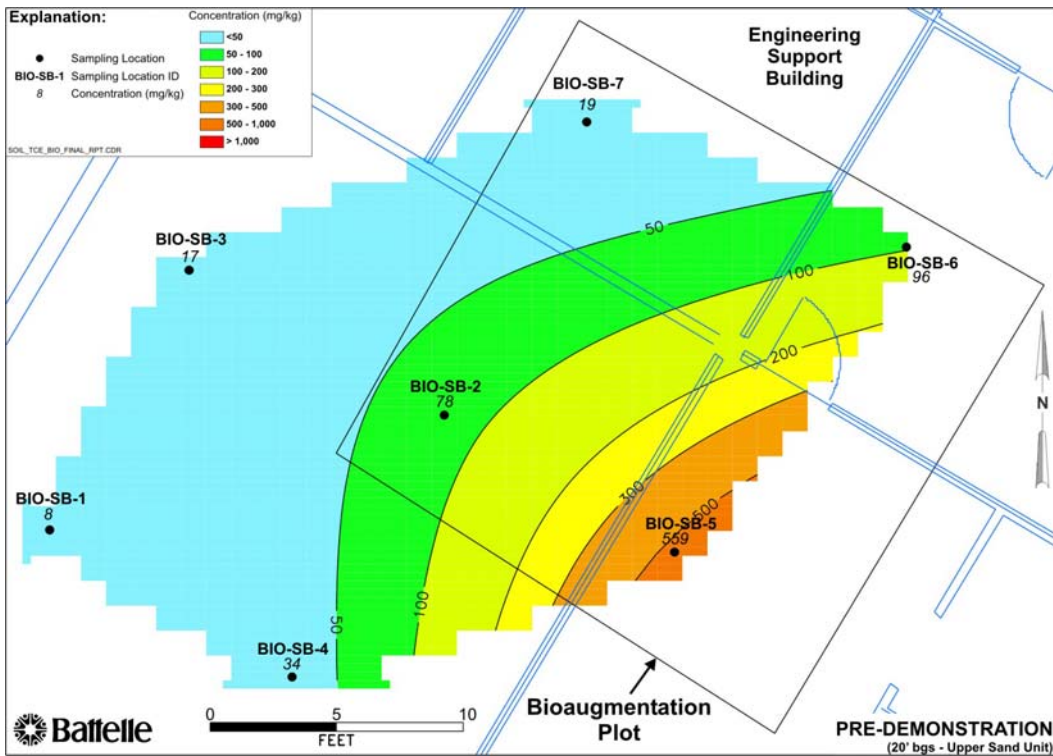 Explanation:
Sampling Location
BIO-SB-1 Sampling Location ID
8 Concentration (mg/kg)
SOIL_TCE_BIO_FINAL_RPT.CDR
Concentration (mg/kg)
<50
50 - 100
100 - 200
200 - 300
300 - 500
500 - 1,000
> 1,000
Engineering
Support
Building
BIO-SB-7
19
BIO-SB-3
17
50
BIO-SB-6
96
100
200
BIO-SB-2
78
N
300
500
BIO-SB-1
8
BIO-SB-5
559
100
50
BIO-SB-4
34
Bioaugmentation
Plot
0 5 10
FEET
Battelle
PRE-DEMONSTRATION
(20' bgs - Upper Sand Unit)